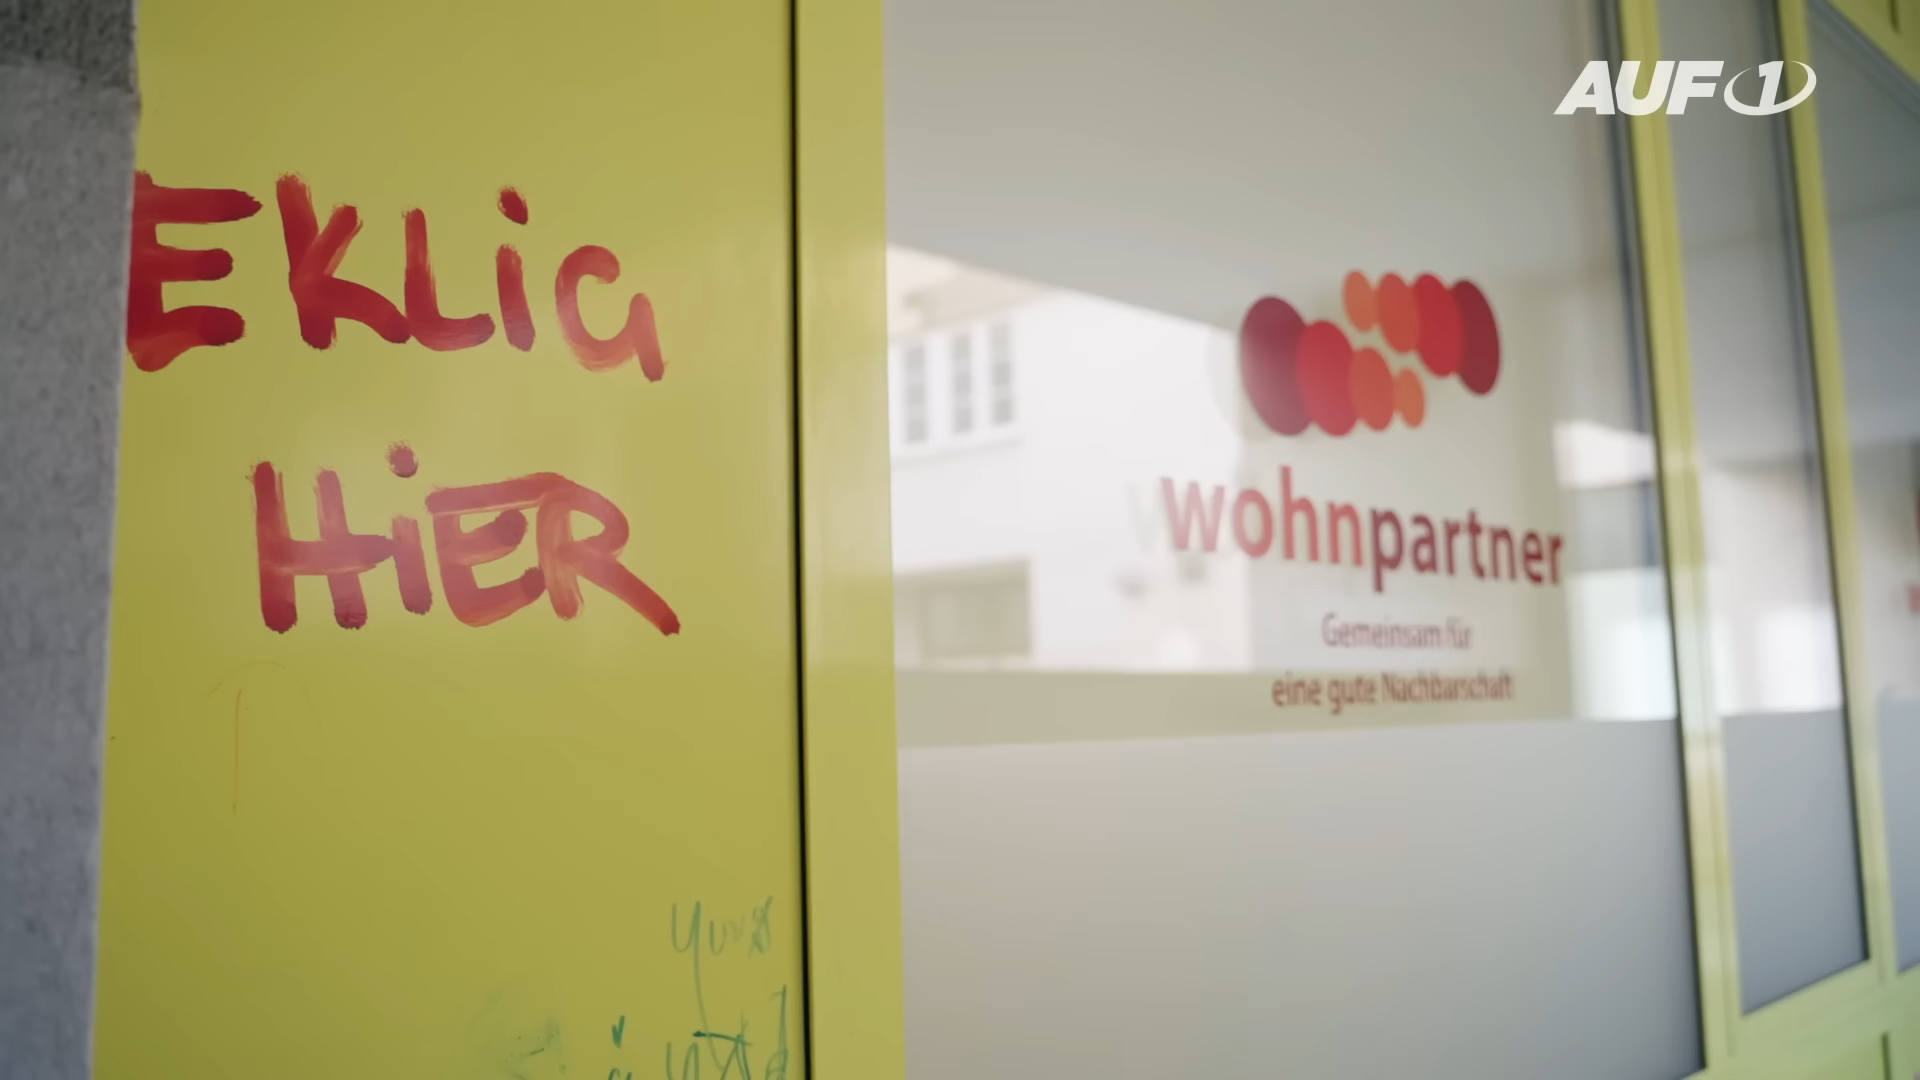 AUF1
EKLiG
HiER
wohnpartner
Gemeinsam für
eine gute Nachbarschaft